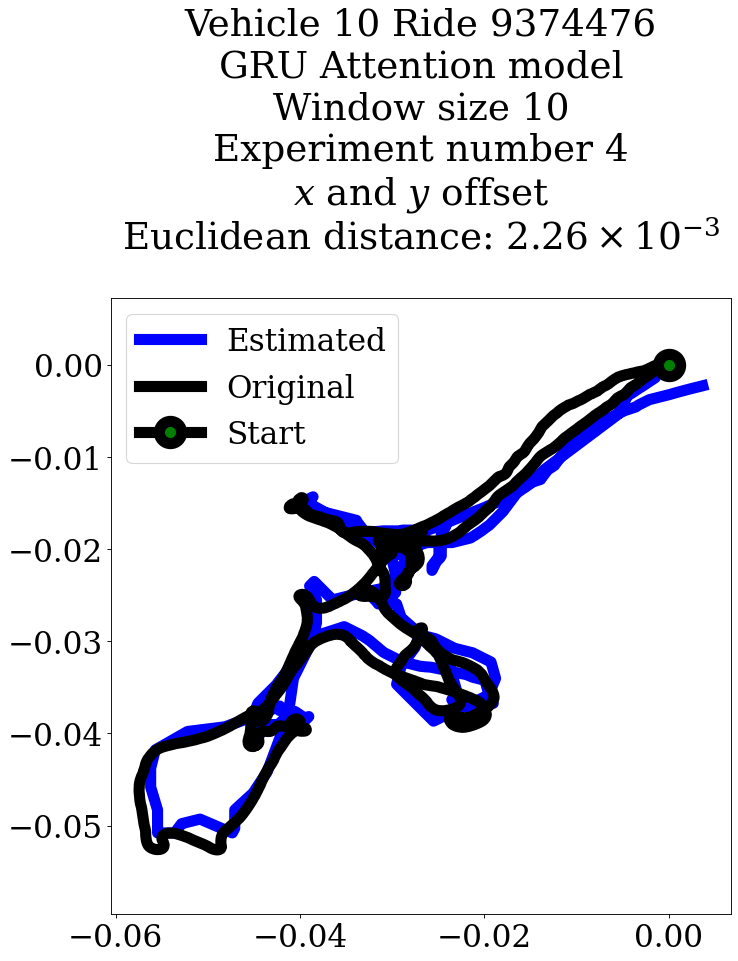 Vehicle 10 Ride 9374476
GRU Attention model
Window size 10
Experiment number 4
x and y offset
Euclidean distance: 2.26 × 10⁻³
Estimated
Original
Start
0.00
−0.01
−0.02
−0.03
−0.04
−0.05
−0.06 −0.04 −0.02 0.00